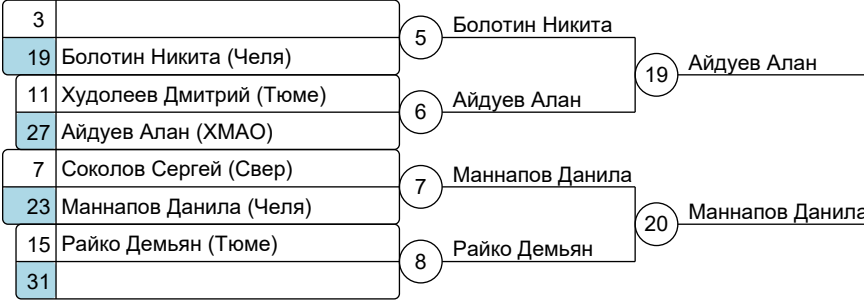 3
5
Болотин Никита
19 Болотин Никита (Челя)
19
Айдуев Алан
11 Худолеев Дмитрий (Тюме)
6
Айдуев Алан
27 Айдуев Алан (ХМАО)
7 Соколов Сергей (Свер)
7
Маннапов Данила
23 Маннапов Данила (Челя)
20
Маннапов Данила
15 Райко Демьян (Тюме)
8
Райко Демьян
31